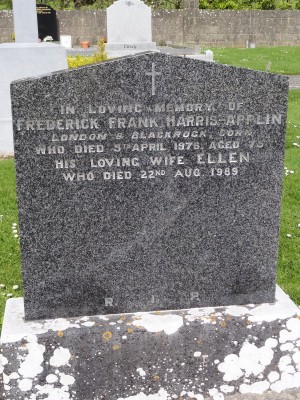 IN LOVING MEMORY OF
FREDERICK FRANK HARRIS-APPLIN
LONDON & BLACKROCK, CORK
WHO DIED 5TH APRIL 1976, AGED 75
HIS LOVING WIFE ELLEN
WHO DIED 22ND AUG 1989
R. I. P.